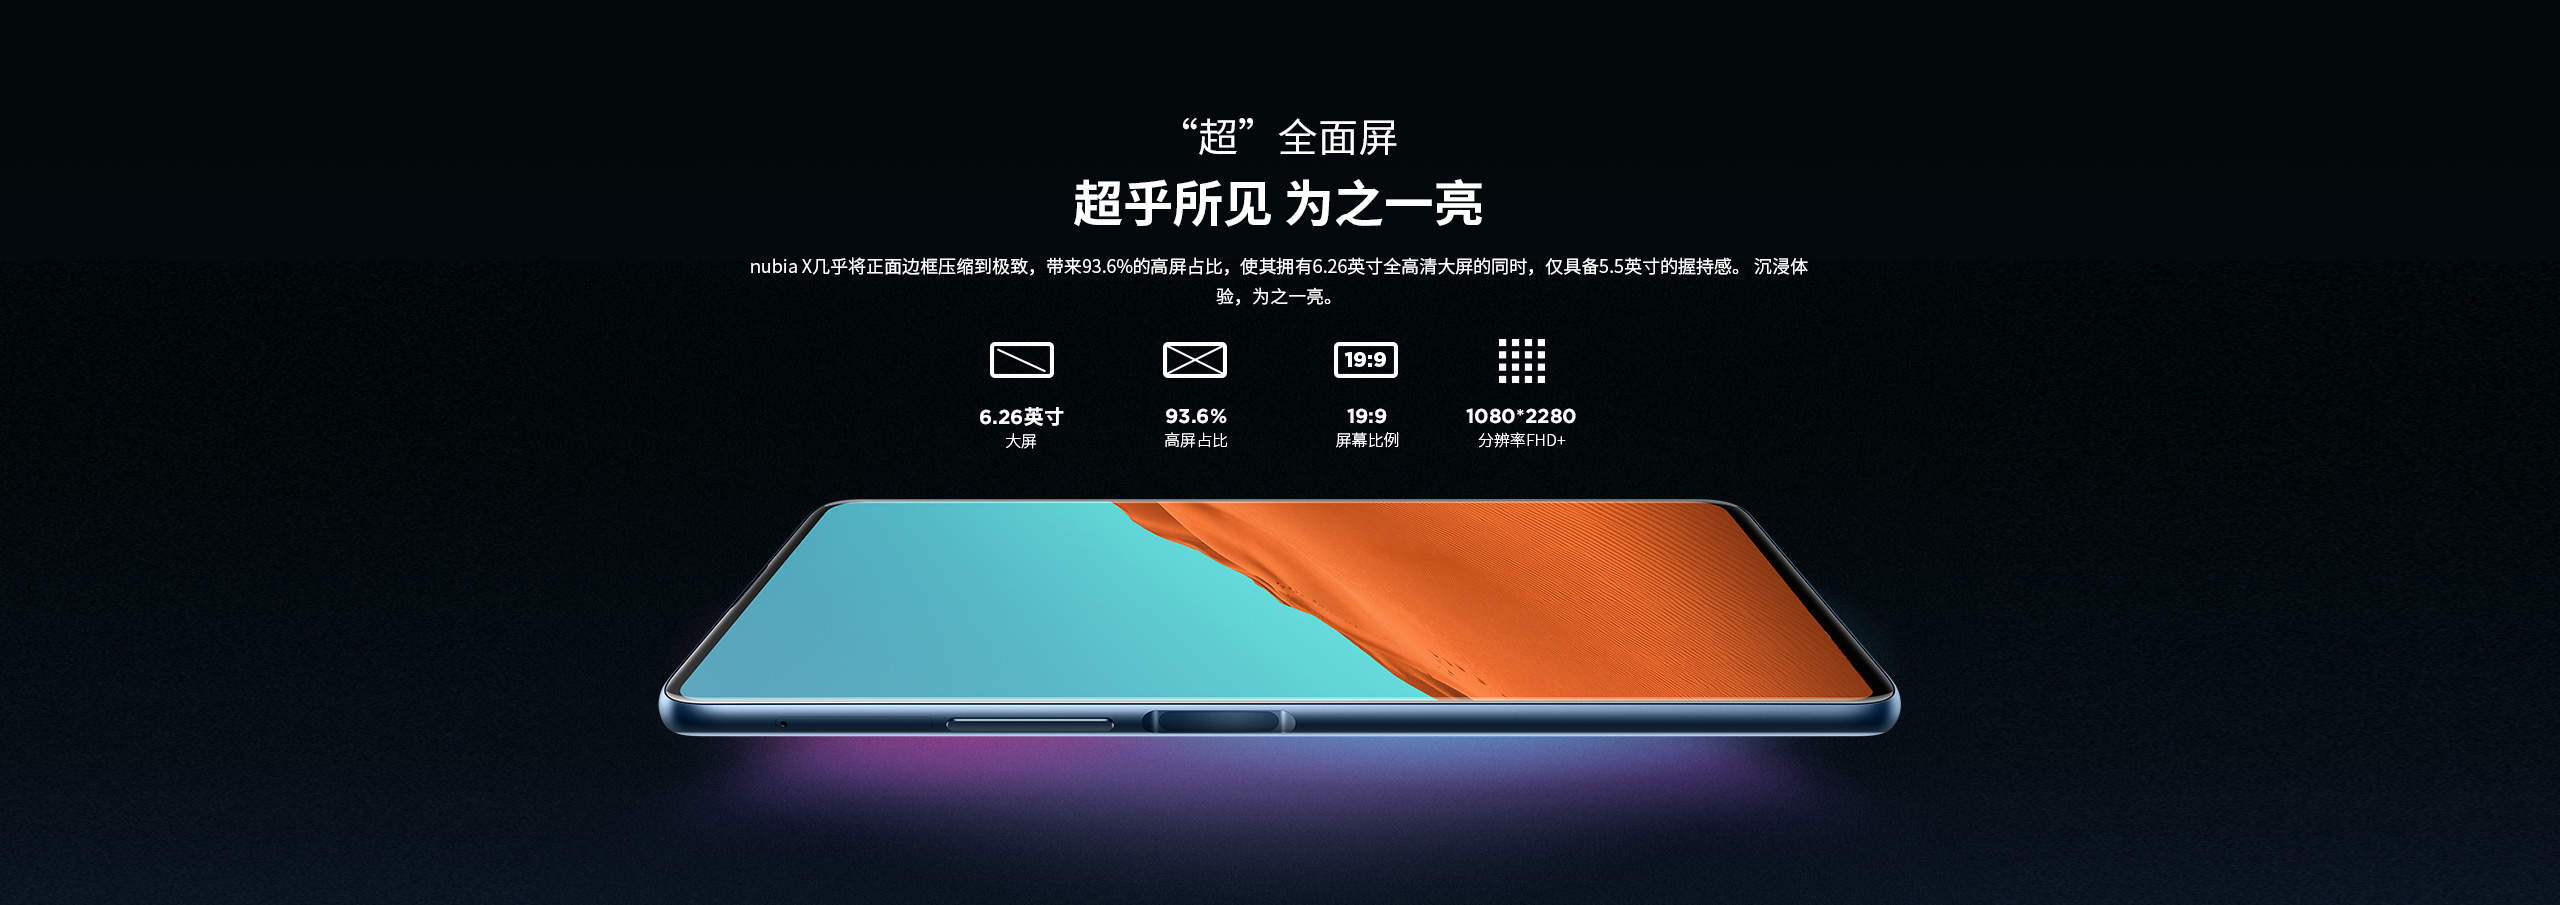 “超”全面屏
超乎所见 为之一亮
nubia X几乎将正面边框压缩到极致，带来93.6%的高屏占比，使其拥有6.26英寸全高清大屏的同时，仅具备5.5英寸的握持感。 沉浸体
验，为之一亮。
19:9
6.26英寸 93.6% 19:9 1080*2280
大屏 高屏占比 屏幕比例 分辨率FHD+